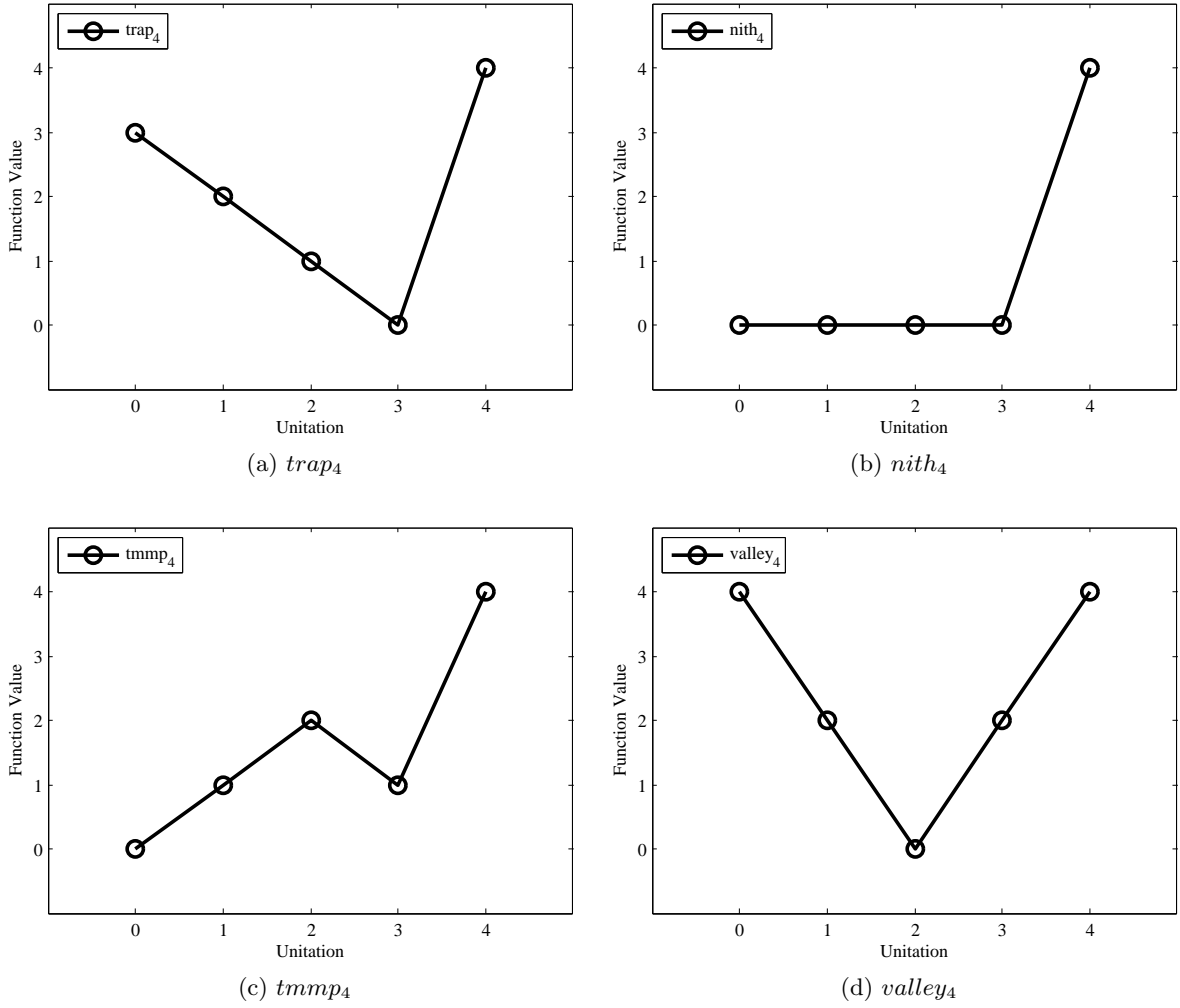 trap₄
Function Value
4
3
2
1
0
0 1 2 3 4
Unitation
(a) trap₄
nith₄
Function Value
4
3
2
1
0
0 1 2 3 4
Unitation
(b) nith₄
tmmp₄
Function Value
4
3
2
1
0
0 1 2 3 4
Unitation
(c) tmmp₄
valley₄
Function Value
4
3
2
1
0
0 1 2 3 4
Unitation
(d) valley₄